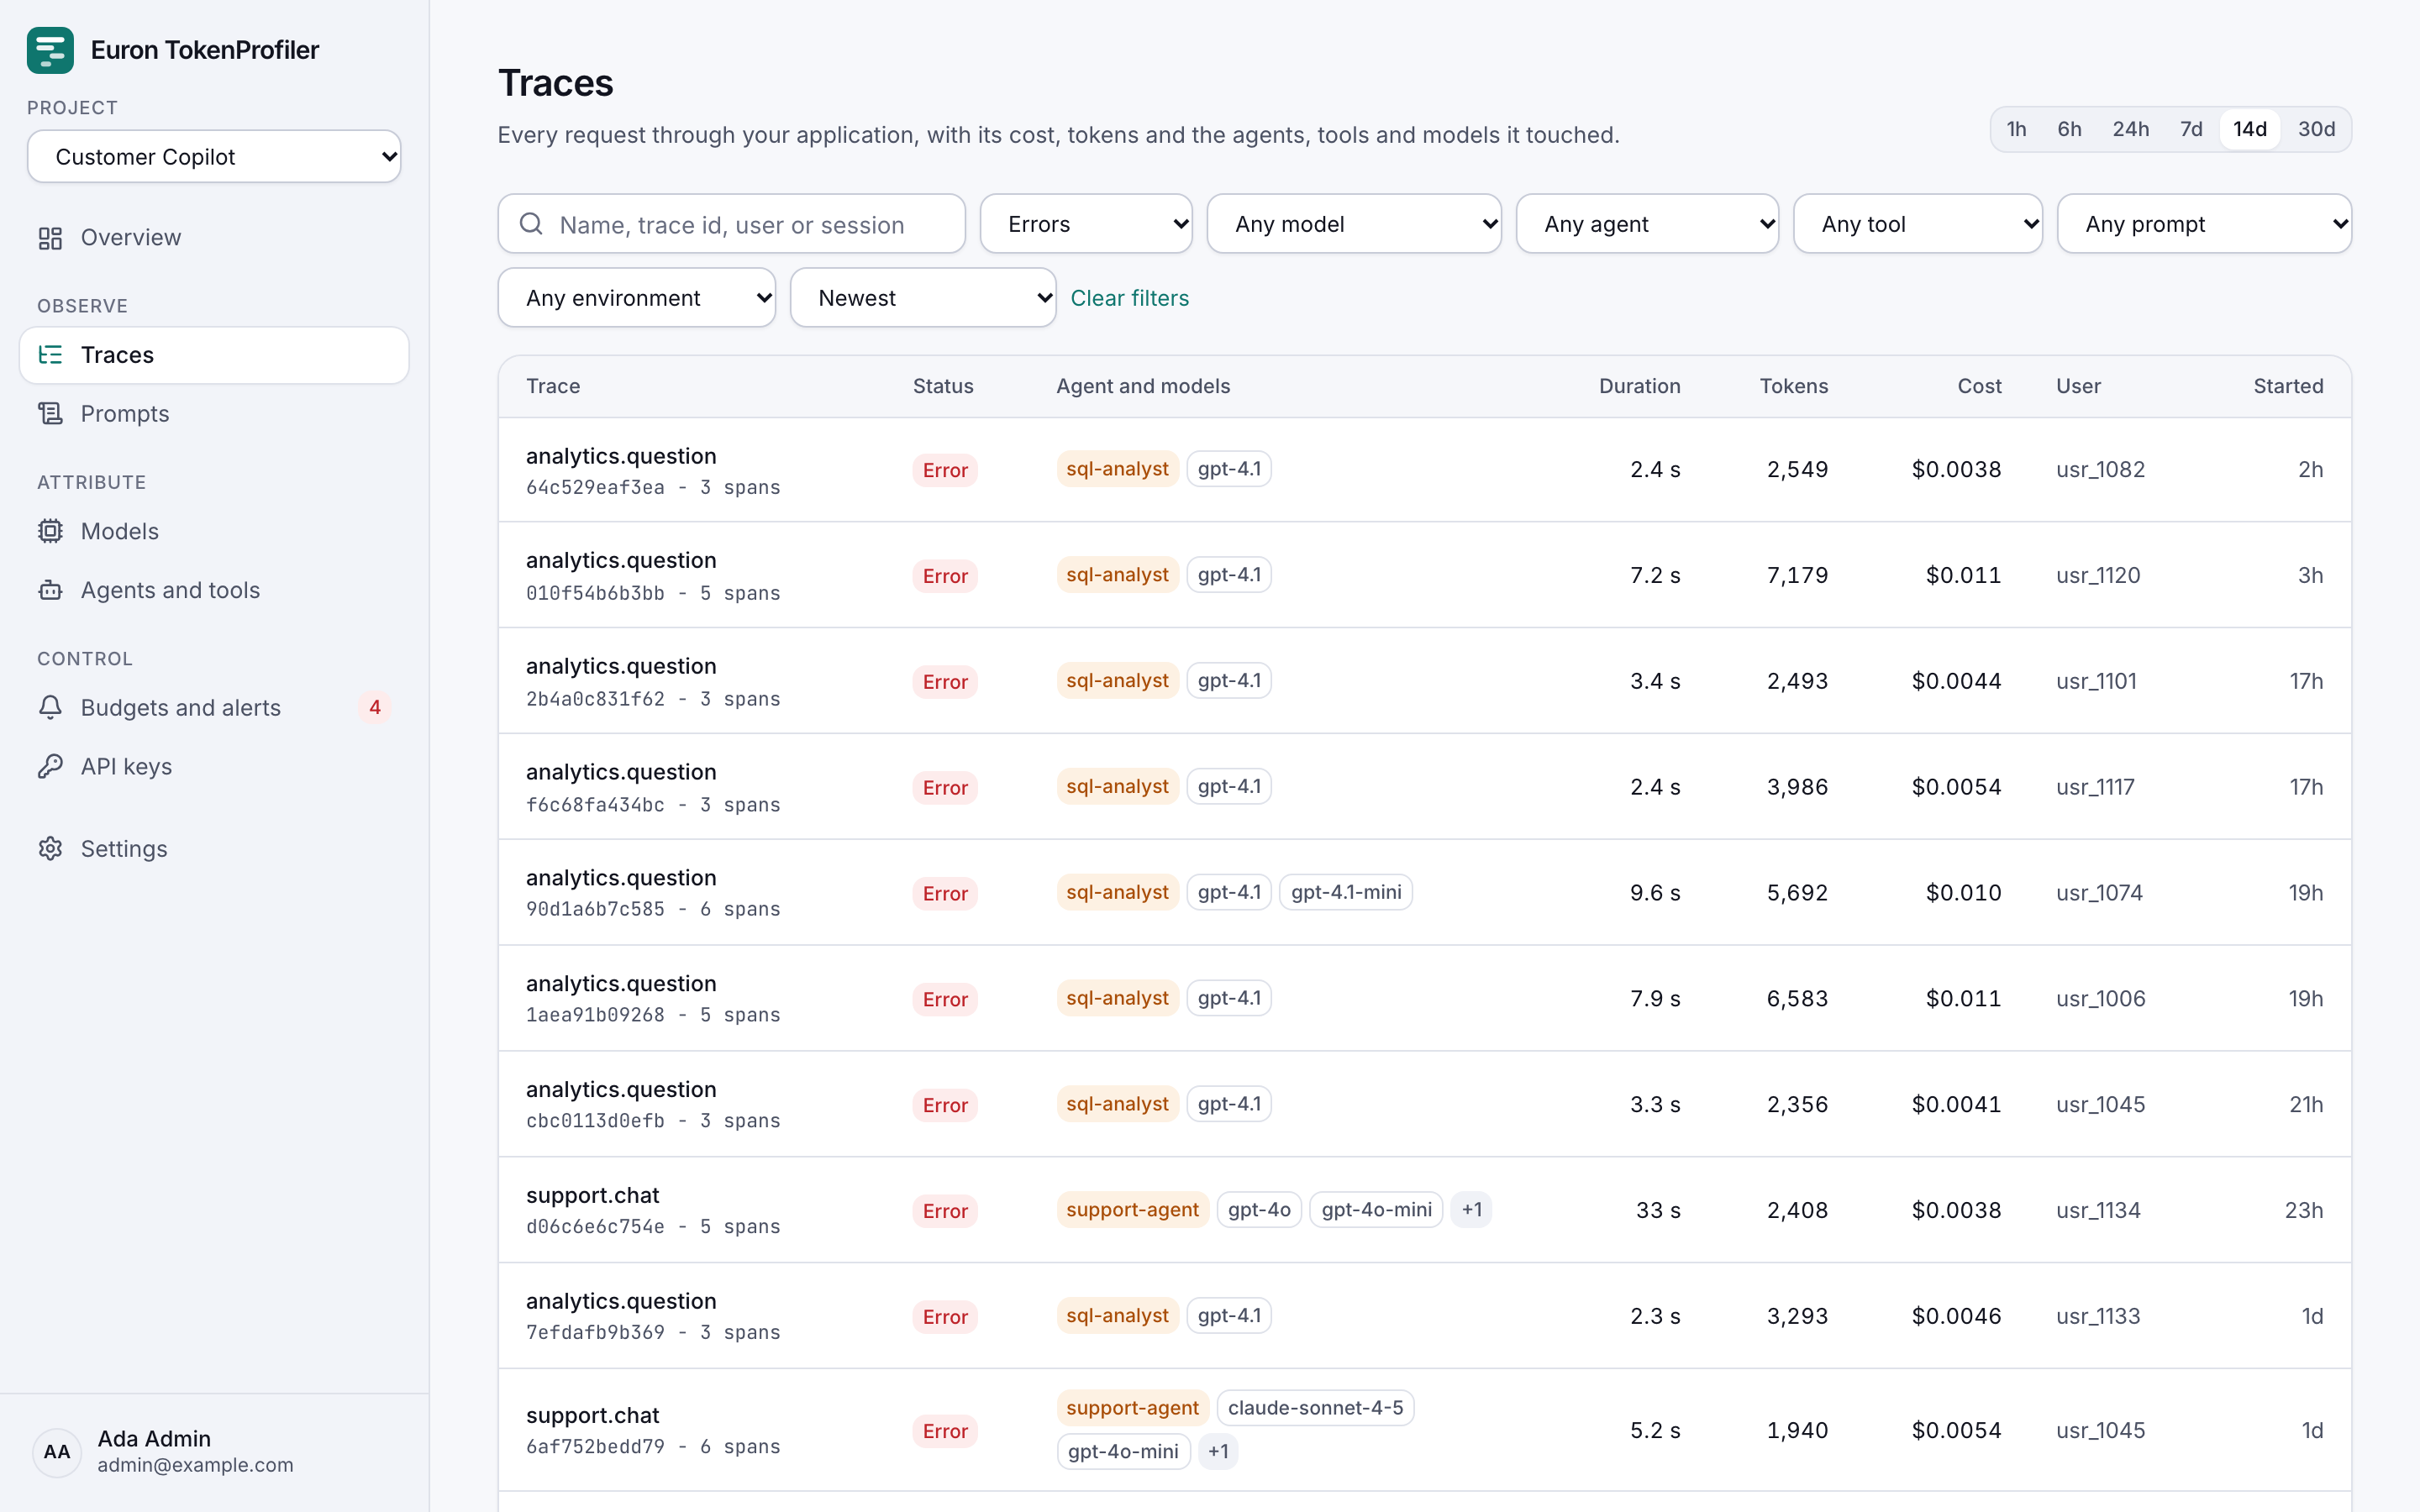 Euron TokenProfiler
PROJECT
Customer Copilot
Overview
OBSERVE
Traces
Prompts
ATTRIBUTE
Models
Agents and tools
CONTROL
Budgets and alerts 4
API keys
Settings
AA
Ada Admin
admin@example.com
Traces
Every request through your application, with its cost, tokens and the agents, tools and models it touched.
1h 6h 24h 7d 14d 30d
Name, trace id, user or session Errors Any model Any agent Any tool Any prompt
Any environment Newest Clear filters
Trace Status Agent and models Duration Tokens Cost User Started
analytics.question
64c529eaf3ea - 3 spans
Error sql-analyst gpt-4.1 2.4 s 2,549 $0.0038 usr_1082 2h
analytics.question
010f54b6b3bb - 5 spans
Error sql-analyst gpt-4.1 7.2 s 7,179 $0.011 usr_1120 3h
analytics.question
2b4a0c831f62 - 3 spans
Error sql-analyst gpt-4.1 3.4 s 2,493 $0.0044 usr_1101 17h
analytics.question
f6c68fa434bc - 3 spans
Error sql-analyst gpt-4.1 2.4 s 3,986 $0.0054 usr_1117 17h
analytics.question
90d1a6b7c585 - 6 spans
Error sql-analyst gpt-4.1 gpt-4.1-mini 9.6 s 5,692 $0.010 usr_1074 19h
analytics.question
1aea91b09268 - 5 spans
Error sql-analyst gpt-4.1 7.9 s 6,583 $0.011 usr_1006 19h
analytics.question
cbc0113d0efb - 3 spans
Error sql-analyst gpt-4.1 3.3 s 2,356 $0.0041 usr_1045 21h
support.chat
d06c6e6c754e - 5 spans
Error support-agent gpt-4o gpt-4o-mini +1 33 s 2,408 $0.0038 usr_1134 23h
analytics.question
7efdafb9b369 - 3 spans
Error sql-analyst gpt-4.1 2.3 s 3,293 $0.0046 usr_1133 1d
support.chat
6af752bedd79 - 6 spans
Error support-agent claude-sonnet-4-5
gpt-4o-mini +1
5.2 s 1,940 $0.0054 usr_1045 1d